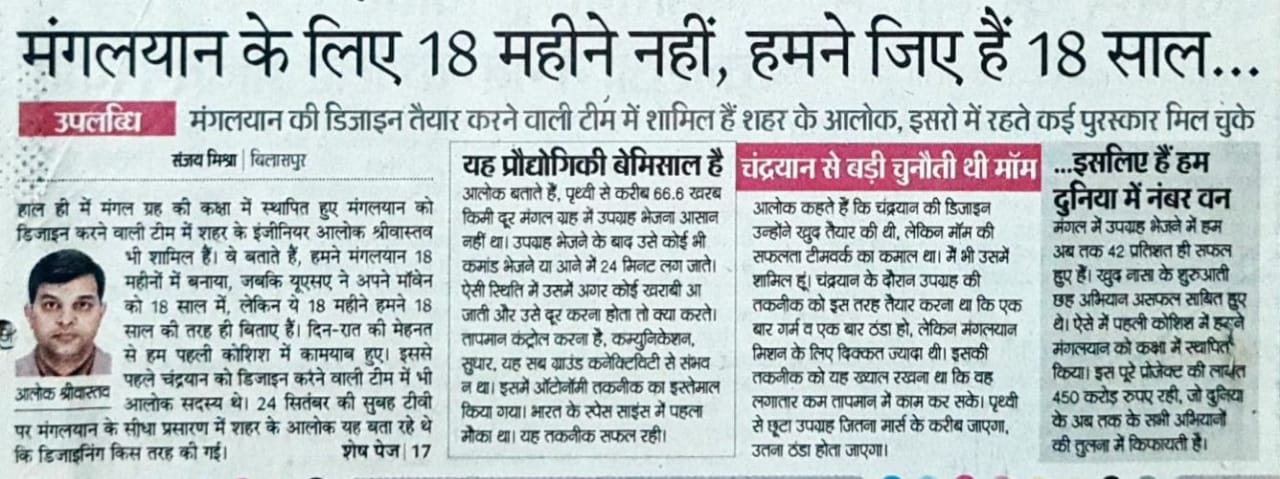 मंगलयान के लिए 18 महीने नहीं, हमने जिए हैं 18 साल...
उपलब्धि
मंगलयान की डिजाइन तैयार करने वाली टीम में शामिल हैं शहर के आलोक, इसरो में रहते कई पुरस्कार मिल चुके
संजय मिश्रा | बिलासपुर
हाल ही में मंगल ग्रह की कक्षा में स्थापित हुए मंगलयान को
डिजाइन करने वाली टीम में शहर के इंजीनियर आलोक श्रीवास्तव
भी शामिल हैं। वे बताते हैं, हमने मंगलयान 18
महीनों में बनाया, जबकि यूएसए ने अपने मॉवेन
को 18 साल में, लेकिन ये 18 महीने हमने 18
साल की तरह ही बिताए हैं। दिन-रात की मेहनत
से हम पहली कोशिश में कामयाब हुए। इससे
पहले चंद्रयान को डिजाइन करने वाली टीम में भी
आलोक सदस्य थे। 24 सितंबर की सुबह टीवी
पर मंगलयान के सीधा प्रसारण में शहर के आलोक यह बता रहे थे
कि डिजाइनिंग किस तरह की गई।
शेष पेज | 17
आलोक श्रीवास्तव
यह प्रौद्योगिकी बेमिसाल है
आलोक बताते हैं, पृथ्वी से करीब 66.6 खरब
किमी दूर मंगल ग्रह में उपग्रह भेजना आसान
नहीं था। उपग्रह भेजने के बाद उसे कोई भी
कमांड भेजने या आने में 24 मिनट लग जाते।
ऐसी स्थिति में उसमें अगर कोई खराबी आ
जाती और उसे दूर करना होता तो क्या करते।
तापमान कंट्रोल करना है, कम्युनिकेशन,
सुधार, यह सब ग्राउंड कनेक्टिविटी से संभव
न था। इसमें ऑटोनॉमी तकनीक का इस्तेमाल
किया गया। भारत के स्पेस साइंस में पहला
मौका था। यह तकनीक सफल रही।
चंद्रयान से बड़ी चुनौती थी मॉम
आलोक कहते हैं कि चंद्रयान की डिजाइन
उन्होंने खुद तैयार की थी, लेकिन मॉम की
सफलता टीमवर्क का कमाल था। मैं भी उसमें
शामिल हूं। चंद्रयान के दौरान उपग्रह की
तकनीक को इस तरह तैयार करना था कि एक
बार गर्म व एक बार ठंडा हो, लेकिन मंगलयान
मिशन के लिए दिक्कत ज्यादा थी। इसकी
तकनीक को यह ख्याल रखना था कि वह
लगातार कम तापमान में काम कर सके। पृथ्वी
से छूटा उपग्रह जितना मार्स के करीब जाएगा,
उतना ठंडा होता जाएगा।
...इसलिए हैं हम
दुनिया में नंबर वन
मंगल में उपग्रह भेजने में हम
अब तक 42 प्रतिशत ही सफल
हुए हैं। खुद नासा के शुरुआती
छह अभियान असफल साबित हुए
थे। ऐसे में पहली कोशिश में हमने
मंगलयान को कक्षा में स्थापित
किया। इस पूरे प्रोजेक्ट की लागत
450 करोड़ रुपए रही, जो दुनिया
के अब तक के सभी अभियानों
की तुलना में किफायती है।